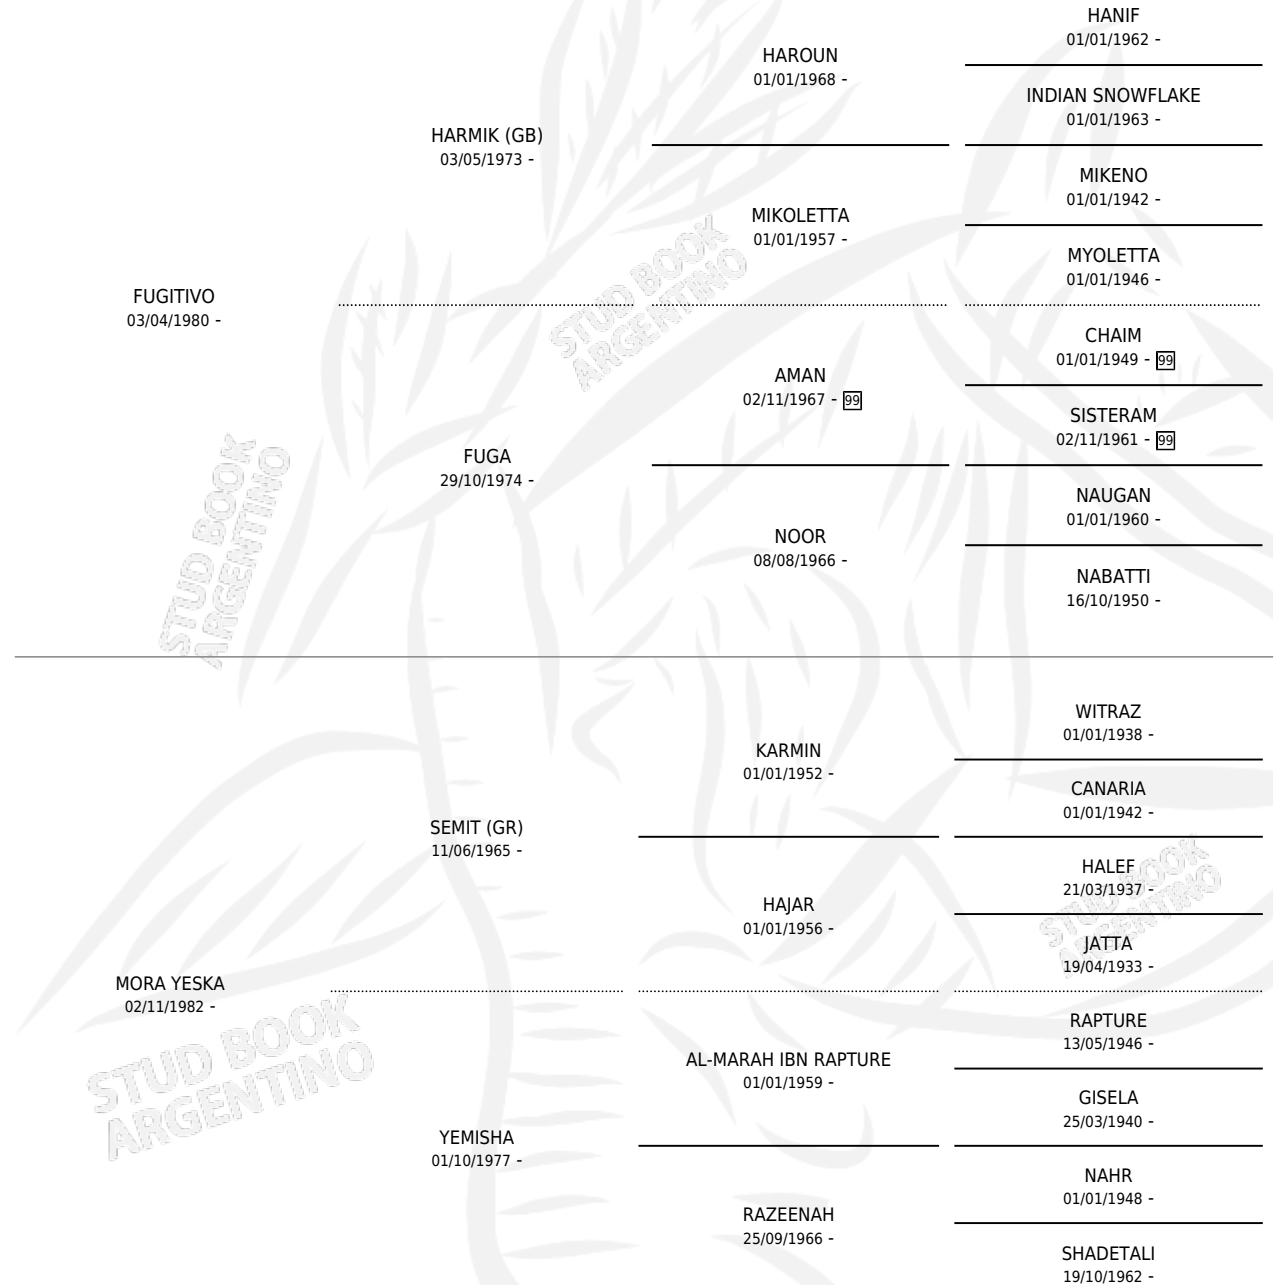 HANIF
01/01/1962 -
HAROUN
01/01/1968 -
INDIAN SNOWFLAKE
01/01/1963 -
HARMIK (GB)
03/05/1973 -
MIKENO
01/01/1942 -
MIKOLETTA
01/01/1957 -
MYOLETTA
01/01/1946 -
FUGITIVO
03/04/1980 -
CHAIM
01/01/1949 - 99
AMAN
02/11/1967 - 99
SISTERAM
02/11/1961 - 99
FUGA
29/10/1974 -
NAUGAN
01/01/1960 -
NOOR
08/08/1966 -
NABATTI
16/10/1950 -
WITRAZ
01/01/1938 -
KARMIN
01/01/1952 -
CANARIA
01/01/1942 -
SEMIT (GR)
11/06/1965 -
HALEF
21/03/1937 -
HAJAR
01/01/1956 -
JATTA
19/04/1933 -
MORA YESKA
02/11/1982 -
RAPTURE
13/05/1946 -
AL-MARAH IBN RAPTURE
01/01/1959 -
GISELA
25/03/1940 -
YEMISHA
01/10/1977 -
NAHR
01/01/1948 -
RAZEENAH
25/09/1966 -
SHADETALI
19/10/1962 -
STUD BOOK
ARGENTINO
STUD BOOK
ARGENTINO
STUD BOOK
ARGENTINO
STUD BOOK
ARGENTINO